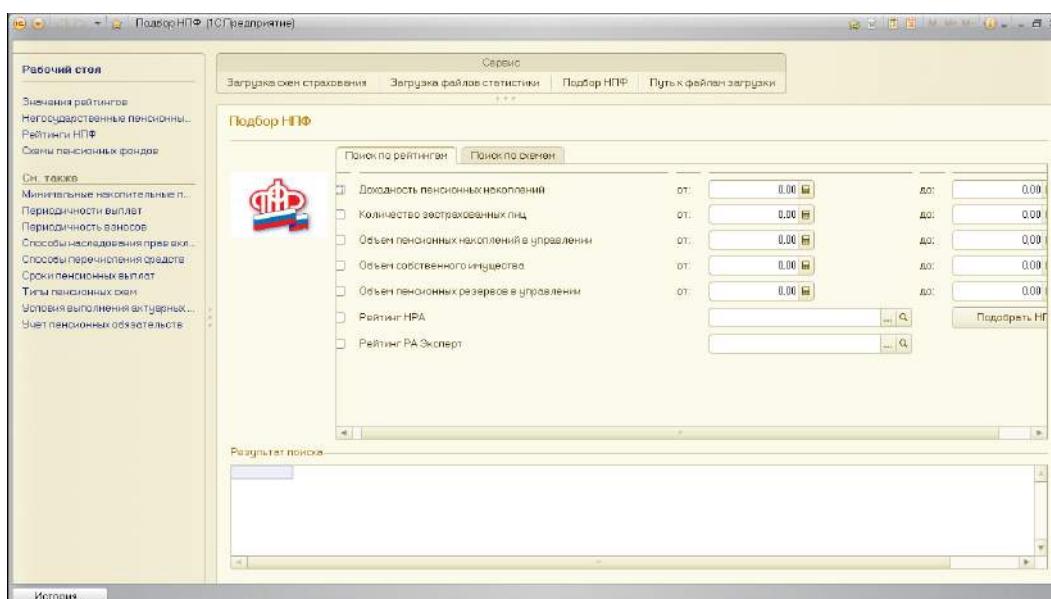 Подбор НПФ (1С:Предприятие)
Рабочий стол
Значения рейтингов
Негосударственные пенсионны...
Рейтинги НПФ
Схемы пенсионных фондов
См. также
Минимальные накопительные п...
Периодичности выплат
Периодичность взносов
Способы наследования прав вкл...
Способы перечисления средств
Сроки пенсионных выплат
Типы пенсионных схем
Условия выполнения актуарных...
Учет пенсионных обязательств
Сервис
Загрузка схем страхования Загрузка файлов статистики Подбор НПФ Путь к файлам загрузки
Подбор НПФ
Поиск по рейтингам Поиск по схемам
Доходность пенсионных накоплений от: 0.00 до: 0.00
Количество застрахованных лиц от: 0.00 до: 0.00
Объем пенсионных накоплений в управлении от: 0.00 до: 0.00
Объем собственного имущества от: 0.00 до: 0.00
Объем пенсионных резервов в управлении от: 0.00 до: 0.00
Рейтинг НРА ... Подобрать НГ
Рейтинг РА Эксперт ...
Результат поиска
История...